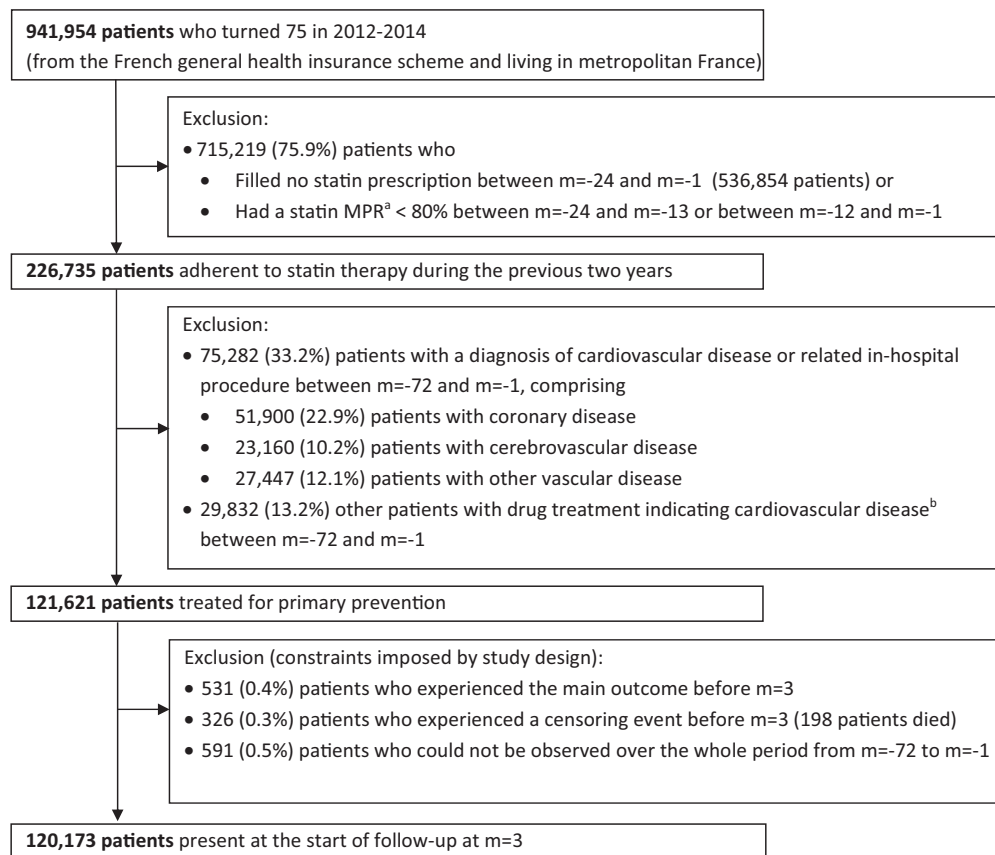 941,954 patients who turned 75 in 2012-2014
(from the French general health insurance scheme and living in metropolitan France)
Exclusion:
• 715,219 (75.9%) patients who
• Filled no statin prescription between m=-24 and m=-1 (536,854 patients) or
• Had a statin MPRa < 80% between m=-24 and m=-13 or between m=-12 and m=-1
226,735 patients adherent to statin therapy during the previous two years
Exclusion:
• 75,282 (33.2%) patients with a diagnosis of cardiovascular disease or related in-hospital
procedure between m=-72 and m=-1, comprising
• 51,900 (22.9%) patients with coronary disease
• 23,160 (10.2%) patients with cerebrovascular disease
• 27,447 (12.1%) patients with other vascular disease
• 29,832 (13.2%) other patients with drug treatment indicating cardiovascular diseaseb
between m=-72 and m=-1
121,621 patients treated for primary prevention
Exclusion (constraints imposed by study design):
• 531 (0.4%) patients who experienced the main outcome before m=3
• 326 (0.3%) patients who experienced a censoring event before m=3 (198 patients died)
• 591 (0.5%) patients who could not be observed over the whole period from m=-72 to m=-1
120,173 patients present at the start of follow-up at m=3